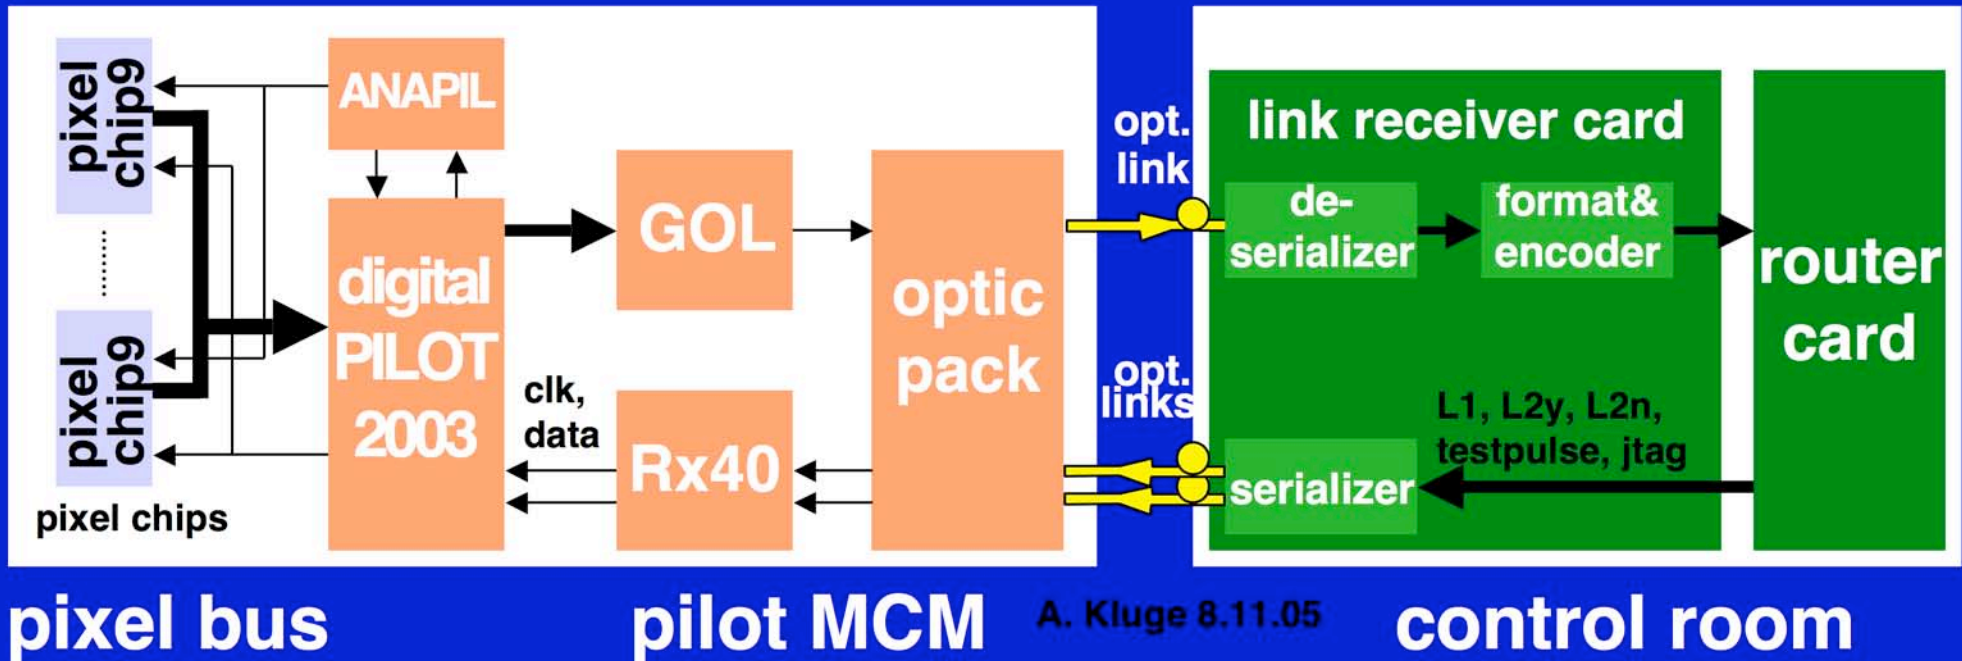 pixel
chip9
pixel
chip9
pixel chips
ANAPIL
digital
PILOT
2003
GOL
clk,
data
Rx40
optic
pack
opt.
link
opt.
links
link receiver card
de-
serializer
format&
encoder
L1, L2y, L2n,
testpulse, jtag
serializer
router
card
pixel bus
pilot MCM
A. Kluge 8.11.05
control room